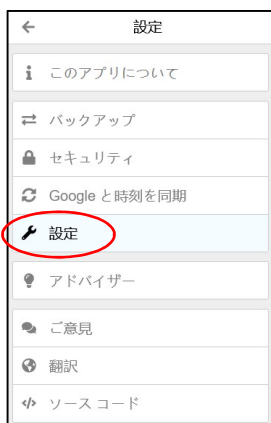 設定
このアプリについて
バックアップ
セキュリティ
Google と時刻を同期
設定
アドバイザー
ご意見
翻訳
ソース コード